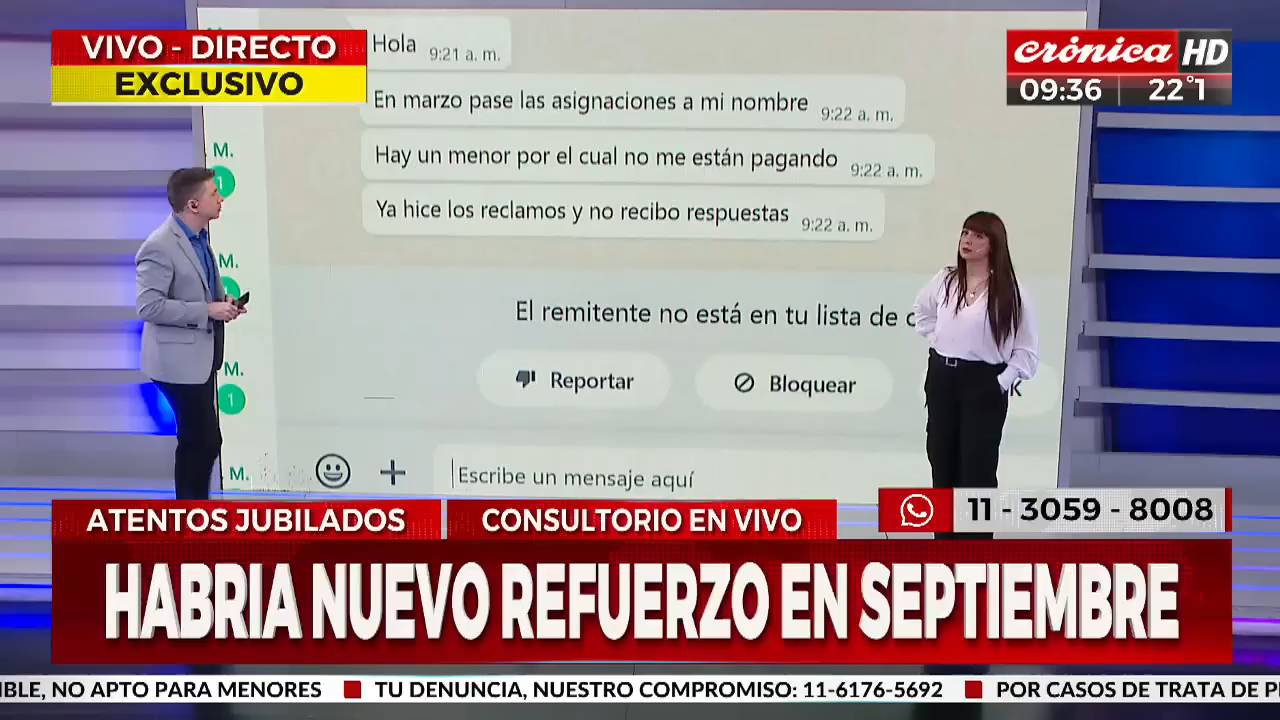 VIVO - DIRECTO
EXCLUSIVO
crónica HD
09:36 22°1
Hola 9:21 a. m.
En marzo pase las asignaciones a mi nombre 9:22 a. m.
Hay un menor por el cual no me están pagando 9:22 a. m.
Ya hice los reclamos y no recibo respuestas 9:22 a. m.
M.
1
M.
M.
1
M.
El remitente no está en tu lista de
Reportar
Bloquear
K
Escribe un mensaje aquí
11 - 3059 - 8008
ATENTOS JUBILADOS
CONSULTORIO EN VIVO
HABRIA NUEVO REFUERZO EN SEPTIEMBRE
IBLE, NO APTO PARA MENORES
TU DENUNCIA, NUESTRO COMPROMISO: 11-6176-5692
POR CASOS DE TRATA DE